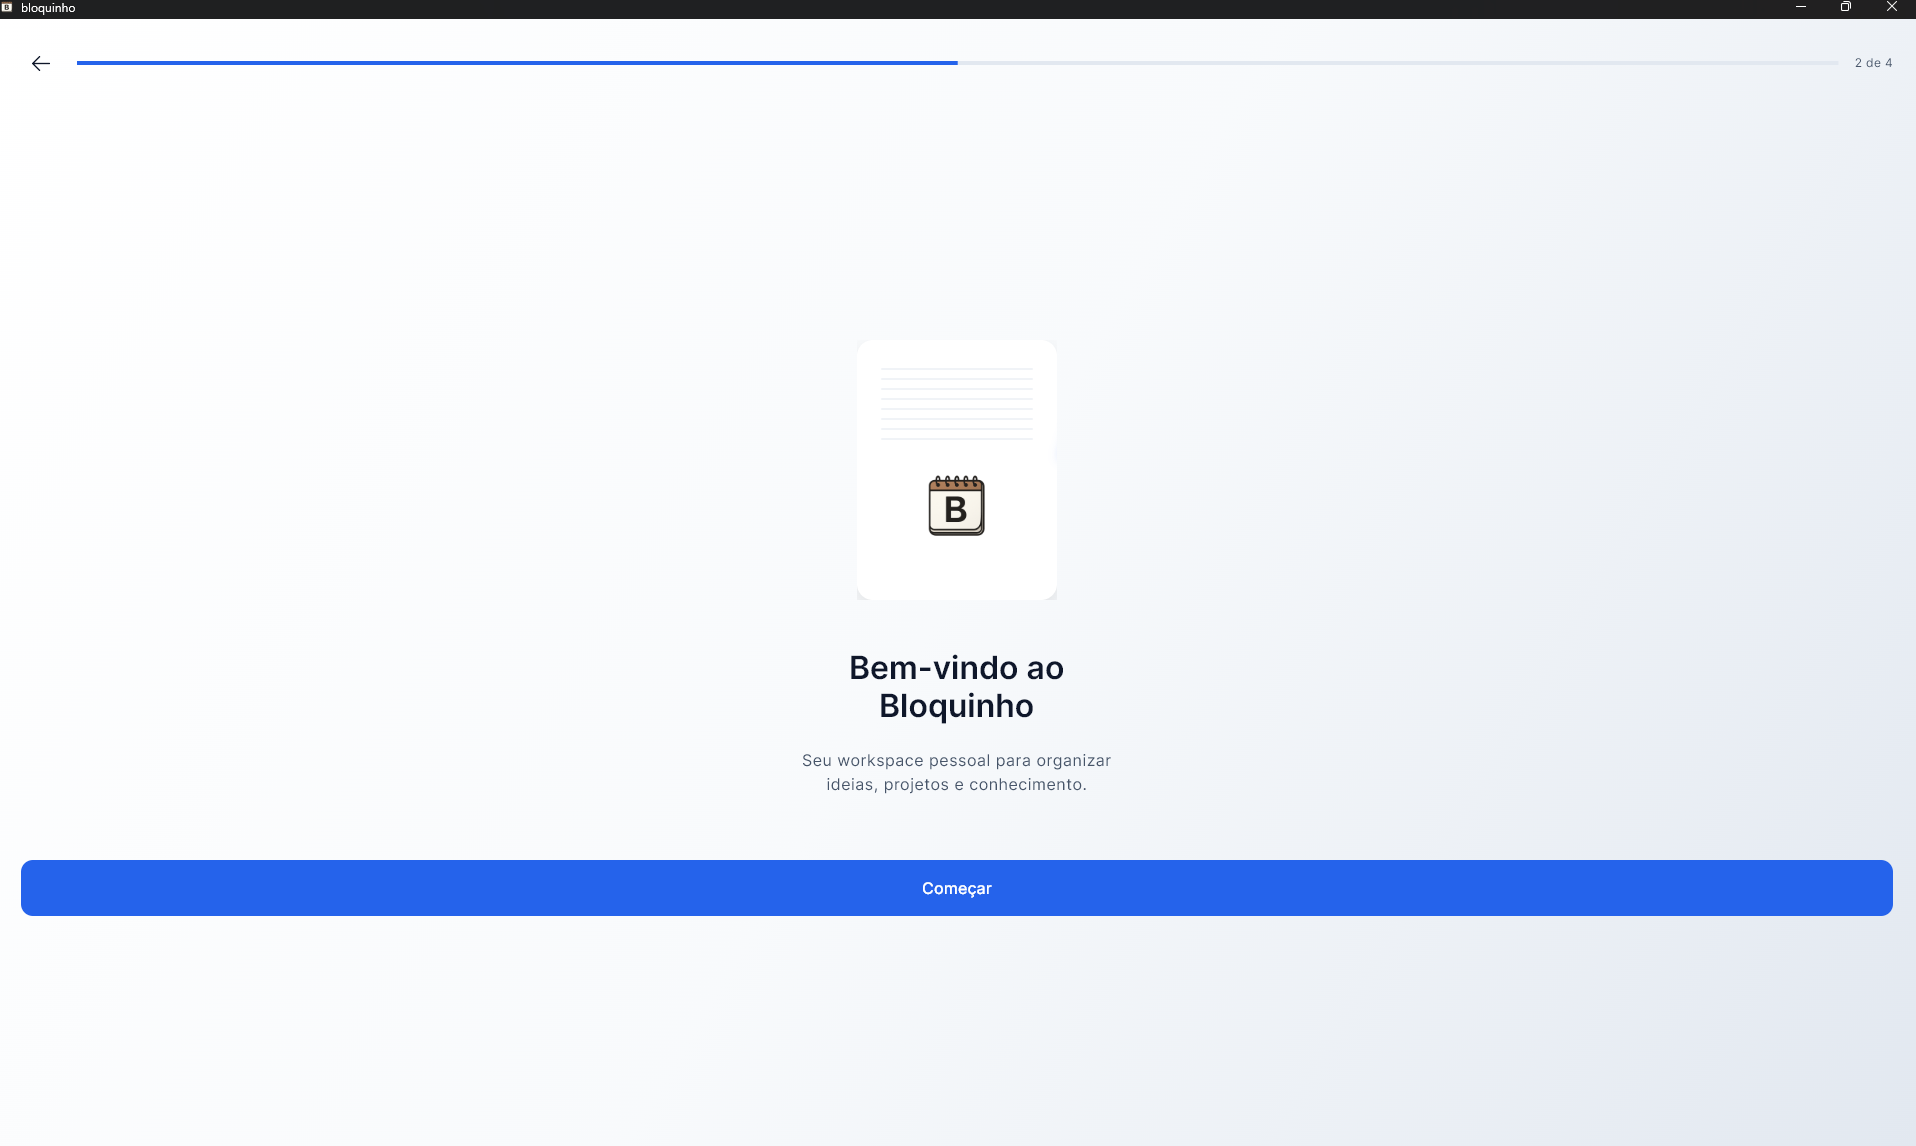 B bloquinho
2 de 4
B
Bem-vindo ao
Bloquinho
Seu workspace pessoal para organizar
ideias, projetos e conhecimento.
Começar